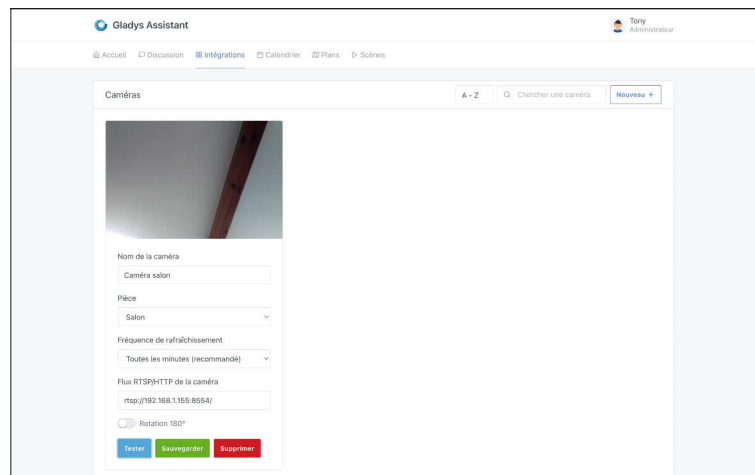 Gladys Assistant
Tony
Administrateur
Accueil Discussion Intégrations Calendrier Plans Scènes
Caméras
A - Z
Chercher une caméra
Nouveau +
Nom de la caméra
Caméra salon
Pièce
Salon
Fréquence de rafraîchissement
Toutes les minutes (recommandé)
Flux RTSP/HTTP de la caméra
rtsp://192.168.1.155:8554/
Rotation 180°
Tester Sauvegarder Supprimer